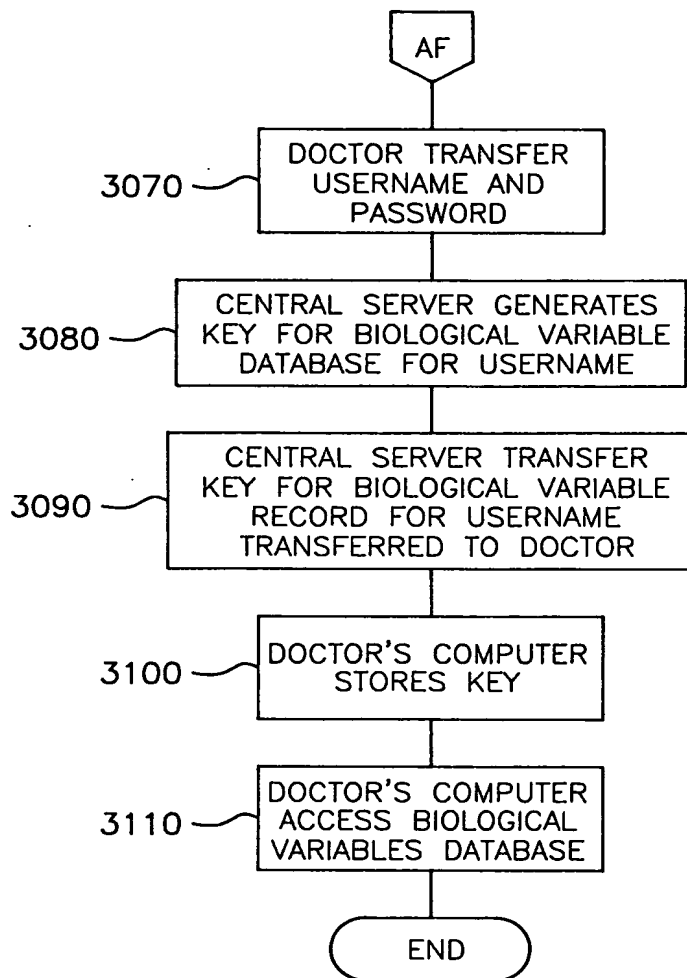 AF
3070
DOCTOR TRANSFER
USERNAME AND
PASSWORD
3080
CENTRAL SERVER GENERATES
KEY FOR BIOLOGICAL VARIABLE
DATABASE FOR USERNAME
3090
CENTRAL SERVER TRANSFER
KEY FOR BIOLOGICAL VARIABLE
RECORD FOR USERNAME
TRANSFERRED TO DOCTOR
3100
DOCTOR'S COMPUTER
STORES KEY
3110
DOCTOR'S COMPUTER
ACCESS BIOLOGICAL
VARIABLES DATABASE
END